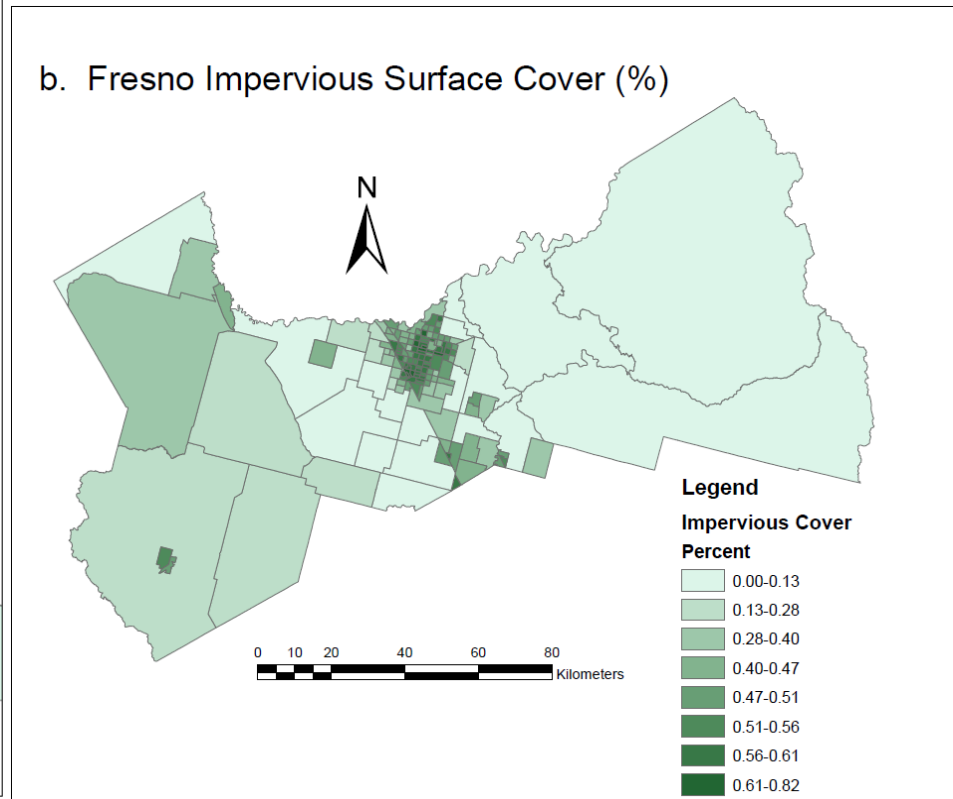 b. Fresno Impervious Surface Cover (%)
N
Legend
Impervious Cover
Percent
0.00-0.13
0.13-0.28
0.28-0.40
0.40-0.47
0.47-0.51
0.51-0.56
0.56-0.61
0.61-0.82
0 10 20 40 60 80
Kilometers